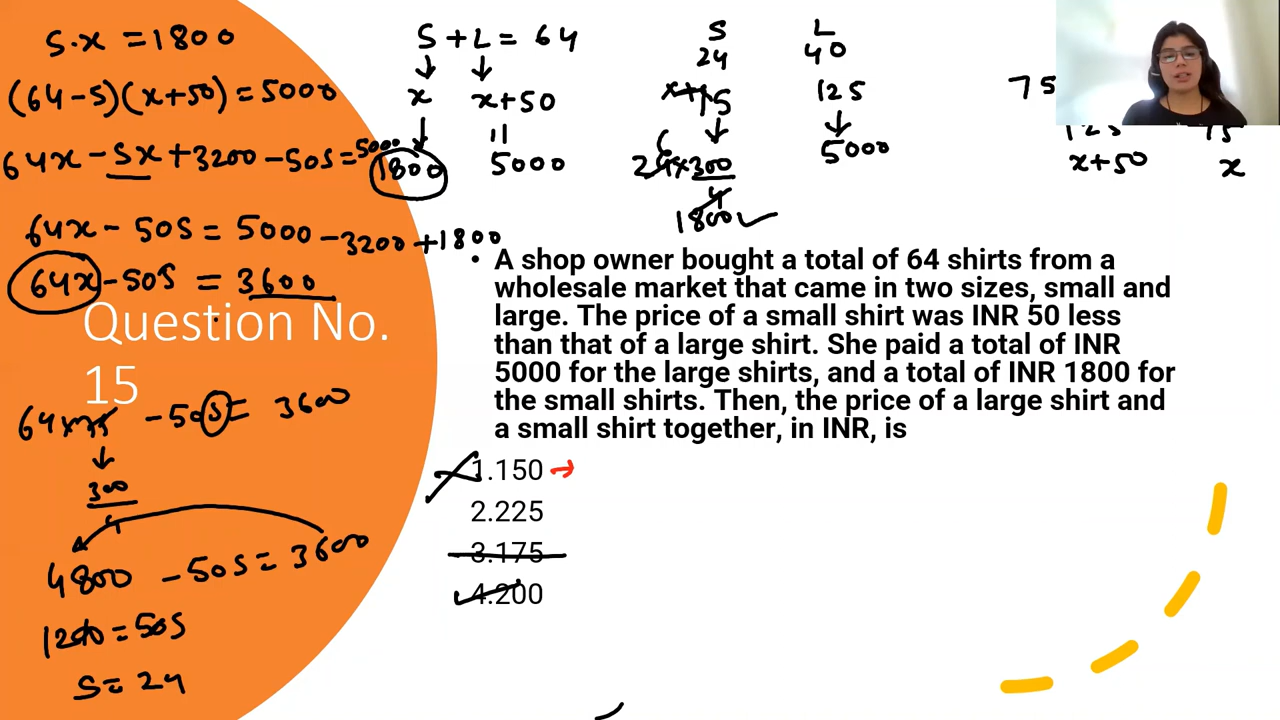 S.x = 1800
(64-S)(x+50) = 5000
64x - Sx + 3200 - 50S = 5000
64x - 50S = 5000 - 3200 + 1800
64x - 50S = 3600
Question No.
15
- 50S = 3600
300
4
4800 - 50S = 3600
1200 = 50S
S = 24
S + L = 64
x x+50
1800 5000
S L
24 40
125
5000
24x300
4
1800
75
125 75
x+50 x
• A shop owner bought a total of 64 shirts from a
wholesale market that came in two sizes, small and
large. The price of a small shirt was INR 50 less
than that of a large shirt. She paid a total of INR
5000 for the large shirts, and a total of INR 1800 for
the small shirts. Then, the price of a large shirt and
a small shirt together, in INR, is
1.150
2.225
3.175
4.200